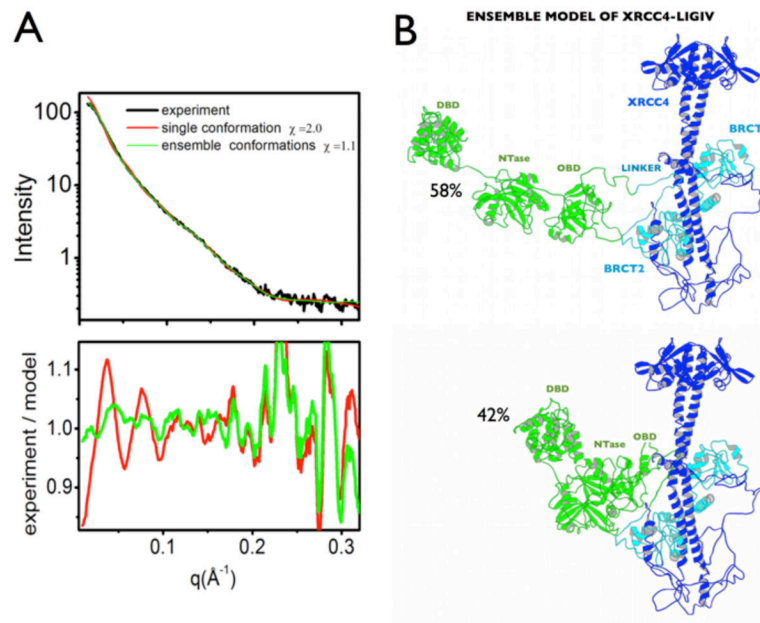 A
100
10
1
Intensity
experiment
single conformation χ =2.0
ensemble conformations χ =1.1
1.1
1.0
0.9
experiment / model
0.1
0.2
0.3
q(Å⁻¹)
B
ENSEMBLE MODEL OF XRCC4-LIGIV
DBD
NTase
OBD
58%
XRCC4
BRCT
LINKER
BRCT2
DBD
42%
NTase
OBD